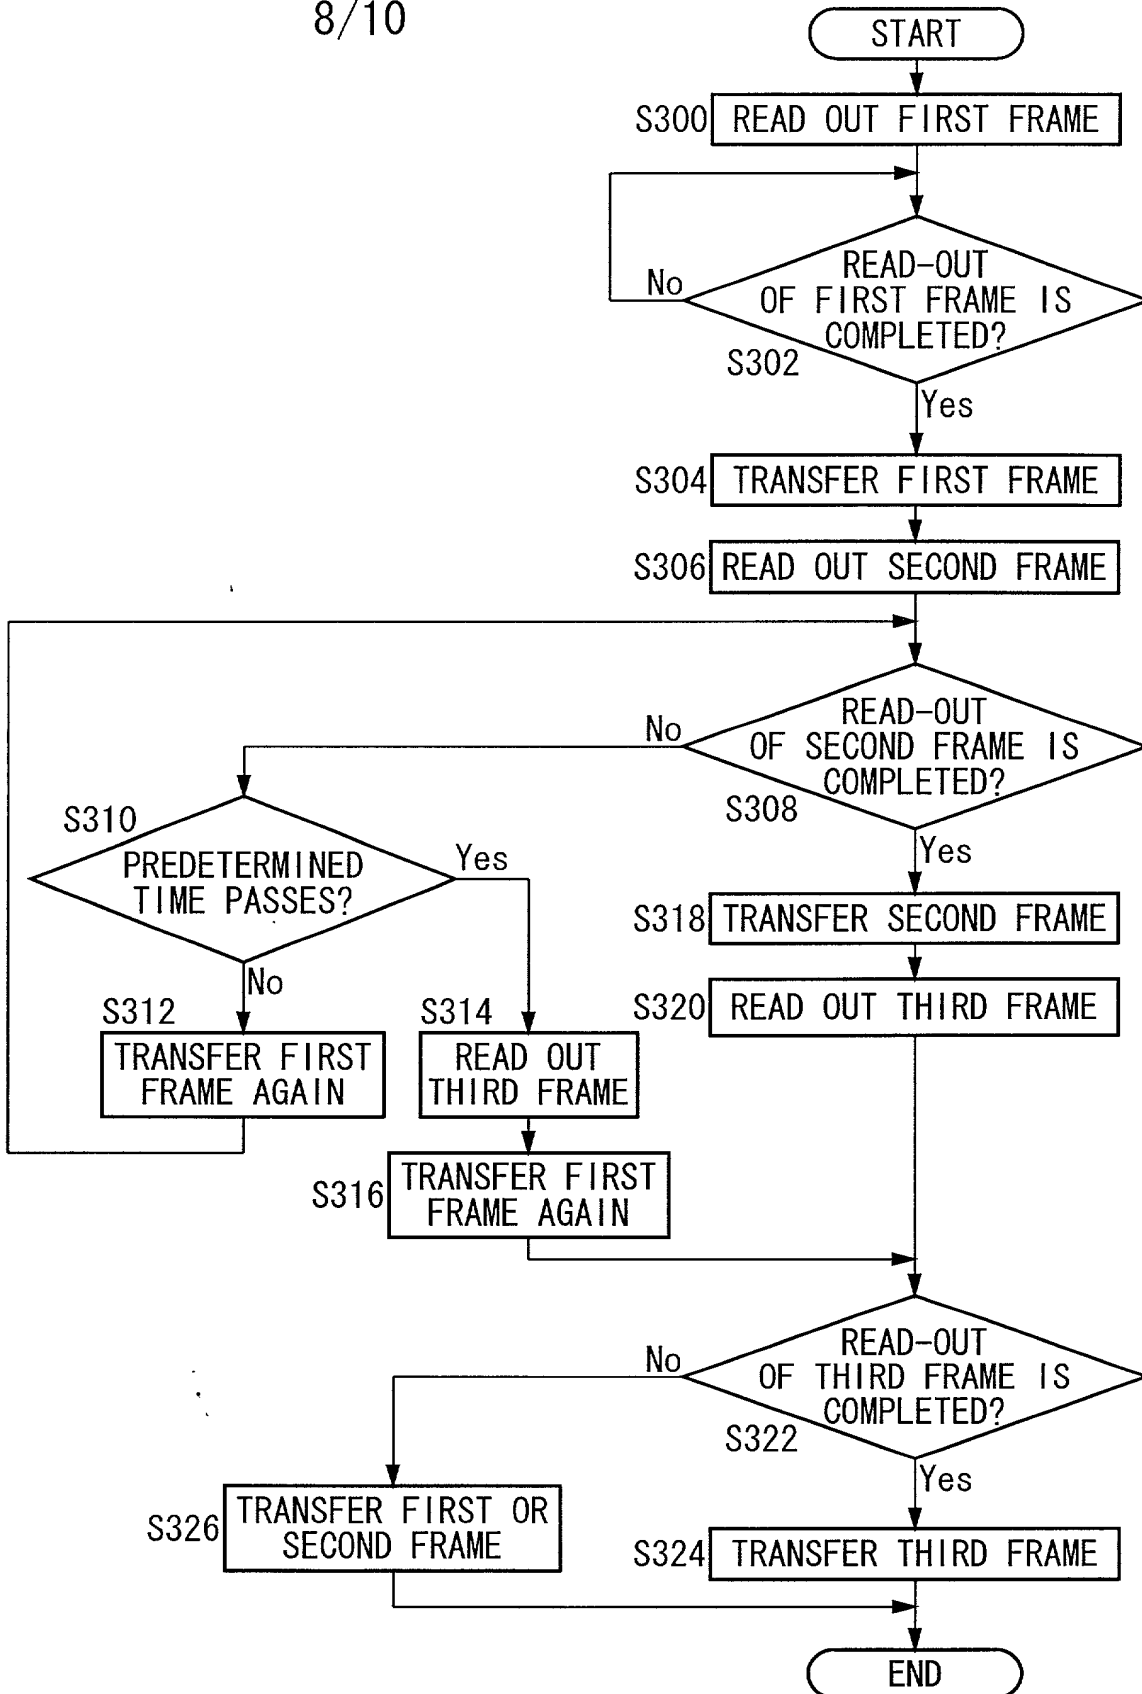 8/10
START
S300 READ OUT FIRST FRAME
No
READ-OUT
OF FIRST FRAME IS
COMPLETED?
S302
Yes
S304 TRANSFER FIRST FRAME
S306 READ OUT SECOND FRAME
No
READ-OUT
OF SECOND FRAME IS
COMPLETED?
S308
S310
PREDETERMINED
TIME PASSES?
Yes
Yes
S318 TRANSFER SECOND FRAME
No
S312
TRANSFER FIRST
FRAME AGAIN
S314
READ OUT
THIRD FRAME
S320 READ OUT THIRD FRAME
S316
TRANSFER FIRST
FRAME AGAIN
No
READ-OUT
OF THIRD FRAME IS
COMPLETED?
S322
Yes
S326
TRANSFER FIRST OR
SECOND FRAME
S324 TRANSFER THIRD FRAME
END